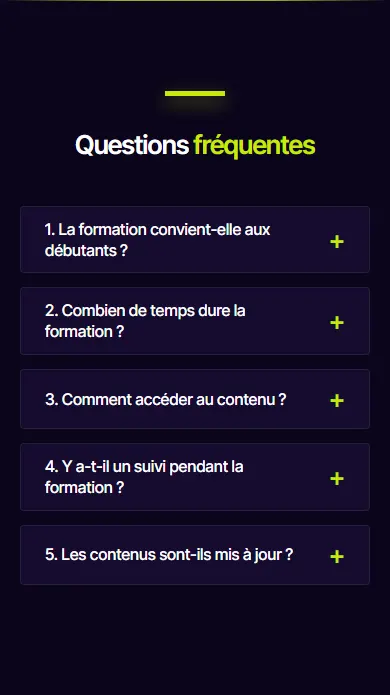 Questions fréquentes
1. La formation convient-elle aux
débutants ?
+
2. Combien de temps dure la
formation ?
+
3. Comment accéder au contenu ?
+
4. Y a-t-il un suivi pendant la
formation ?
+
5. Les contenus sont-ils mis à jour ?
+